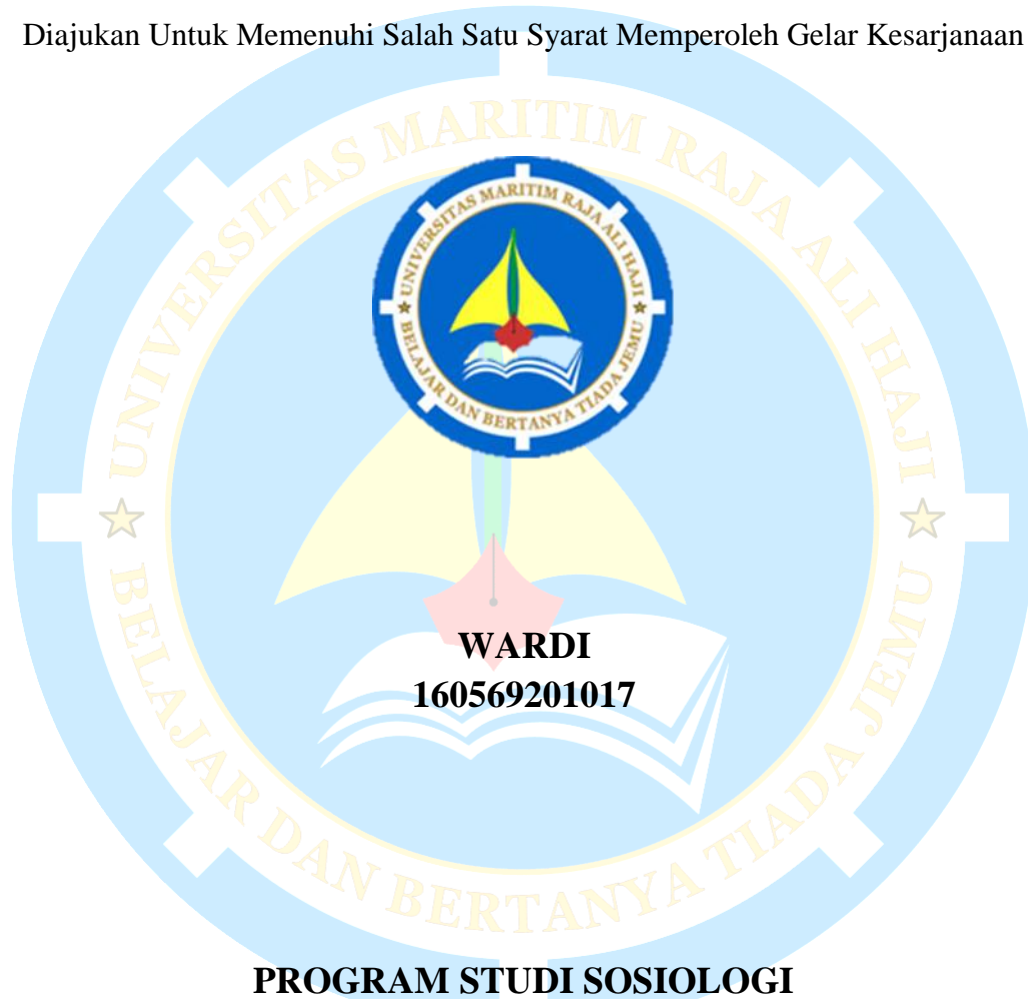 Diajukan Untuk Memenuhi Salah Satu Syarat Memperoleh Gelar Kesarjanaan
UNIVERSITAS MARITIM RAJA ALI HAJI
BELAJAR DAN BERTANYA TIADA JEMU
UNIVERSITAS MARITIM RAJA ALI HAJI
BELAJAR DAN BERTANYA TIADA JEMU
WARDI
160569201017
PROGRAM STUDI SOSIOLOGI